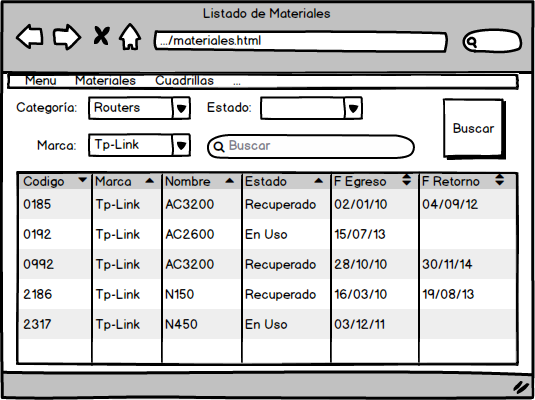 Listado de Materiales
.../materiales.html
Menu Materiales Cuadrillas ...
Categoría: Routers Estado:
Buscar
Marca: Tp-Link Buscar
Codigo Marca Nombre Estado F Egreso F Retorno
0185 Tp-Link AC3200 Recuperado 02/01/10 04/09/12
0192 Tp-Link AC2600 En Uso 15/07/13
0992 Tp-Link AC3200 Recuperado 28/10/10 30/11/14
2186 Tp-Link N150 Recuperado 16/03/10 19/08/13
2317 Tp-Link N450 En Uso 03/12/11